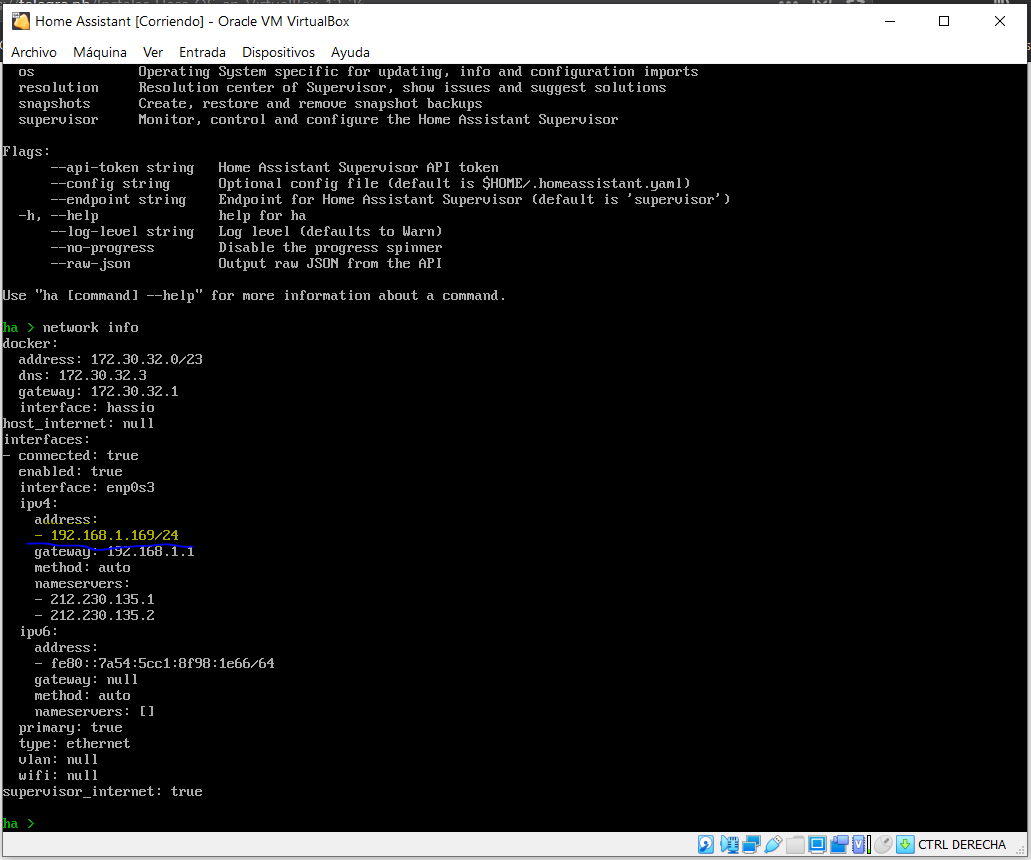 Home Assistant [Corriendo] - Oracle VM VirtualBox
Archivo Máquina Ver Entrada Dispositivos Ayuda
os Operating System specific for updating, info and configuration imports
resolution Resolution center of Supervisor, show issues and suggest solutions
snapshots Create, restore and remove snapshot backups
supervisor Monitor, control and configure the Home Assistant Supervisor
Flags:
--api-token string Home Assistant Supervisor API token
--config string Optional config file (default is $HOME/.homeassistant.yaml)
--endpoint string Endpoint for Home Assistant Supervisor (default is 'supervisor')
-h, --help help for ha
--log-level string Log level (defaults to Warn)
--no-progress Disable the progress spinner
--raw-json Output raw JSON from the API
Use "ha [command] --help" for more information about a command.
ha > network info
docker:
address: 172.30.32.0/23
dns: 172.30.32.3
gateway: 172.30.32.1
interface: hassio
host_internet: null
interfaces:
- connected: true
enabled: true
interface: enp0s3
ipv4:
address:
- 192.168.1.169/24
gateway: 192.168.1.1
method: auto
nameservers:
- 212.230.135.1
- 212.230.135.2
ipv6:
address:
- fe80::7a54:5cc1:8f98:1e66/64
gateway: null
method: auto
nameservers: []
primary: true
type: ethernet
vlan: null
wifi: null
supervisor_internet: true
ha >
CTRL DERECHA